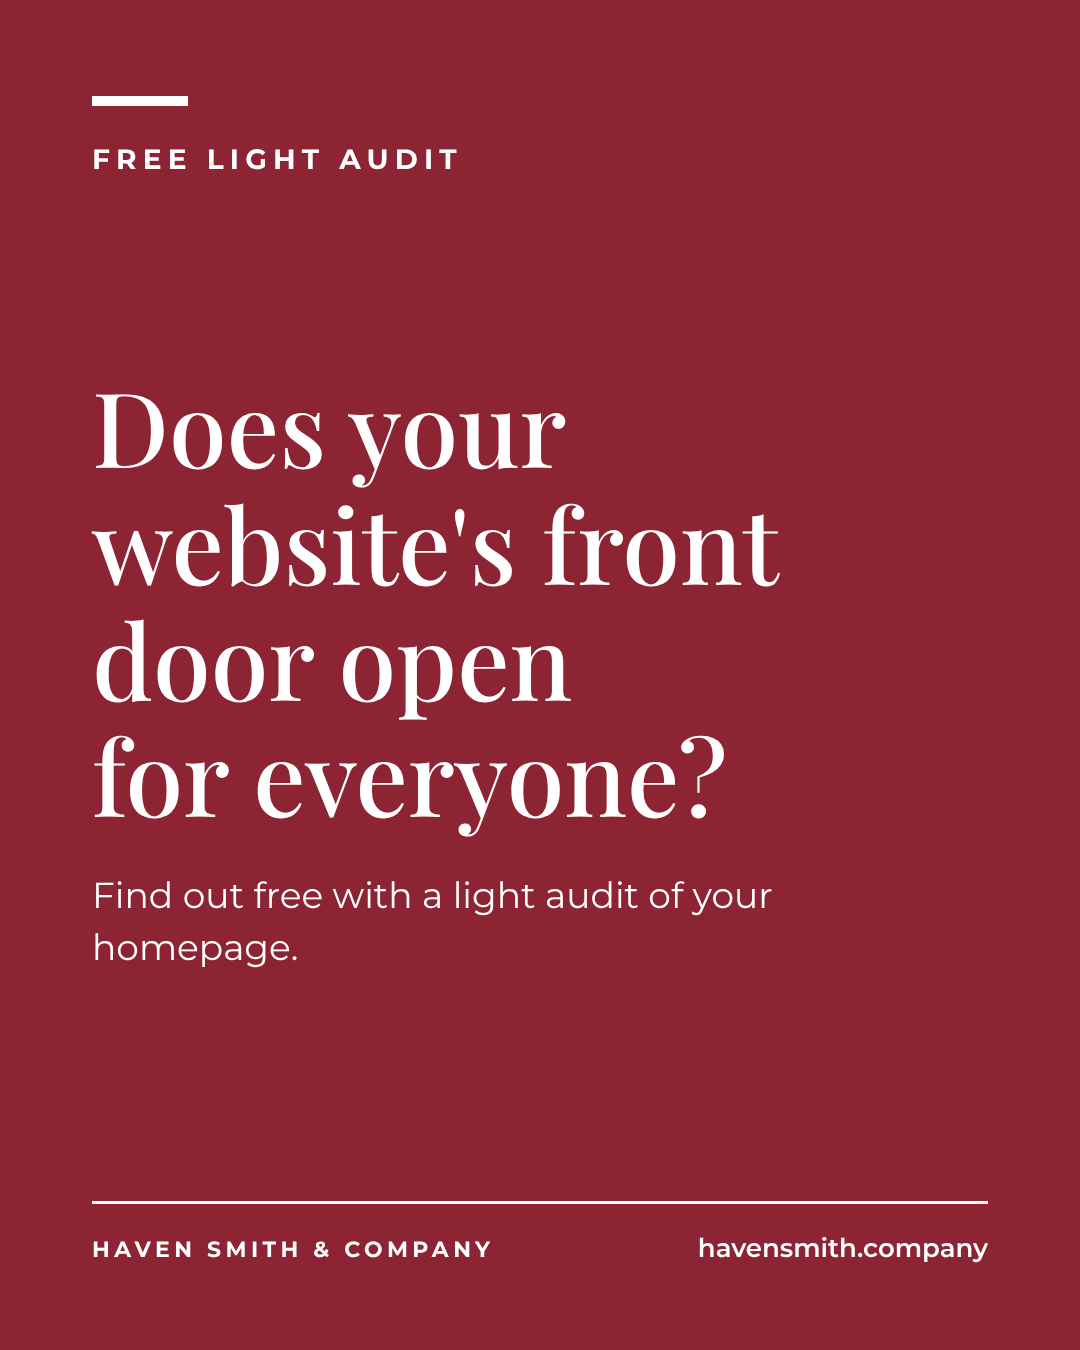 FREE LIGHT AUDIT
Does your
website's front
door open
for everyone?
Find out free with a light audit of your
homepage.
HAVEN SMITH & COMPANY
havensmith.company